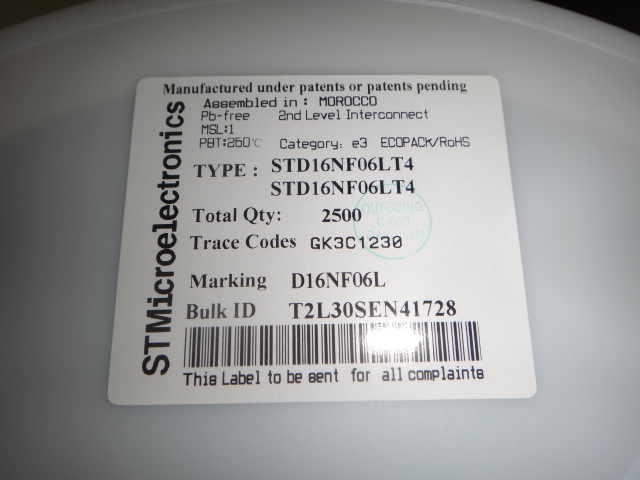 Manufactured under patents or patents pending
STMicroelectronics
Assembled in : MOROCCO
Pb-free 2nd Level Interconnect
MSL:1
PBT:260°C Category: e3 ECOPACK/RoHS
TYPE : STD16NF06LT4
STD16NF06LT4
Total Qty: 2500
OUTGOING
Trace Codes GK3C1230
Marking D16NF06L
Bulk ID T2L30SEN41728
This Label to be sent for all complaints